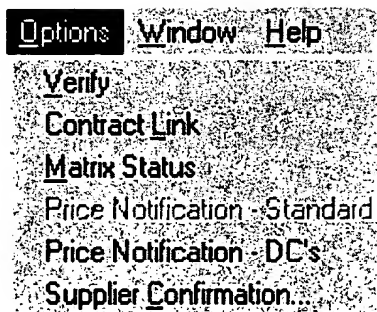 Options Window Help
Verify
Contract Link
Matrix Status
Price Notification - Standard
Price Notification - DC's
Supplier Confirmation...